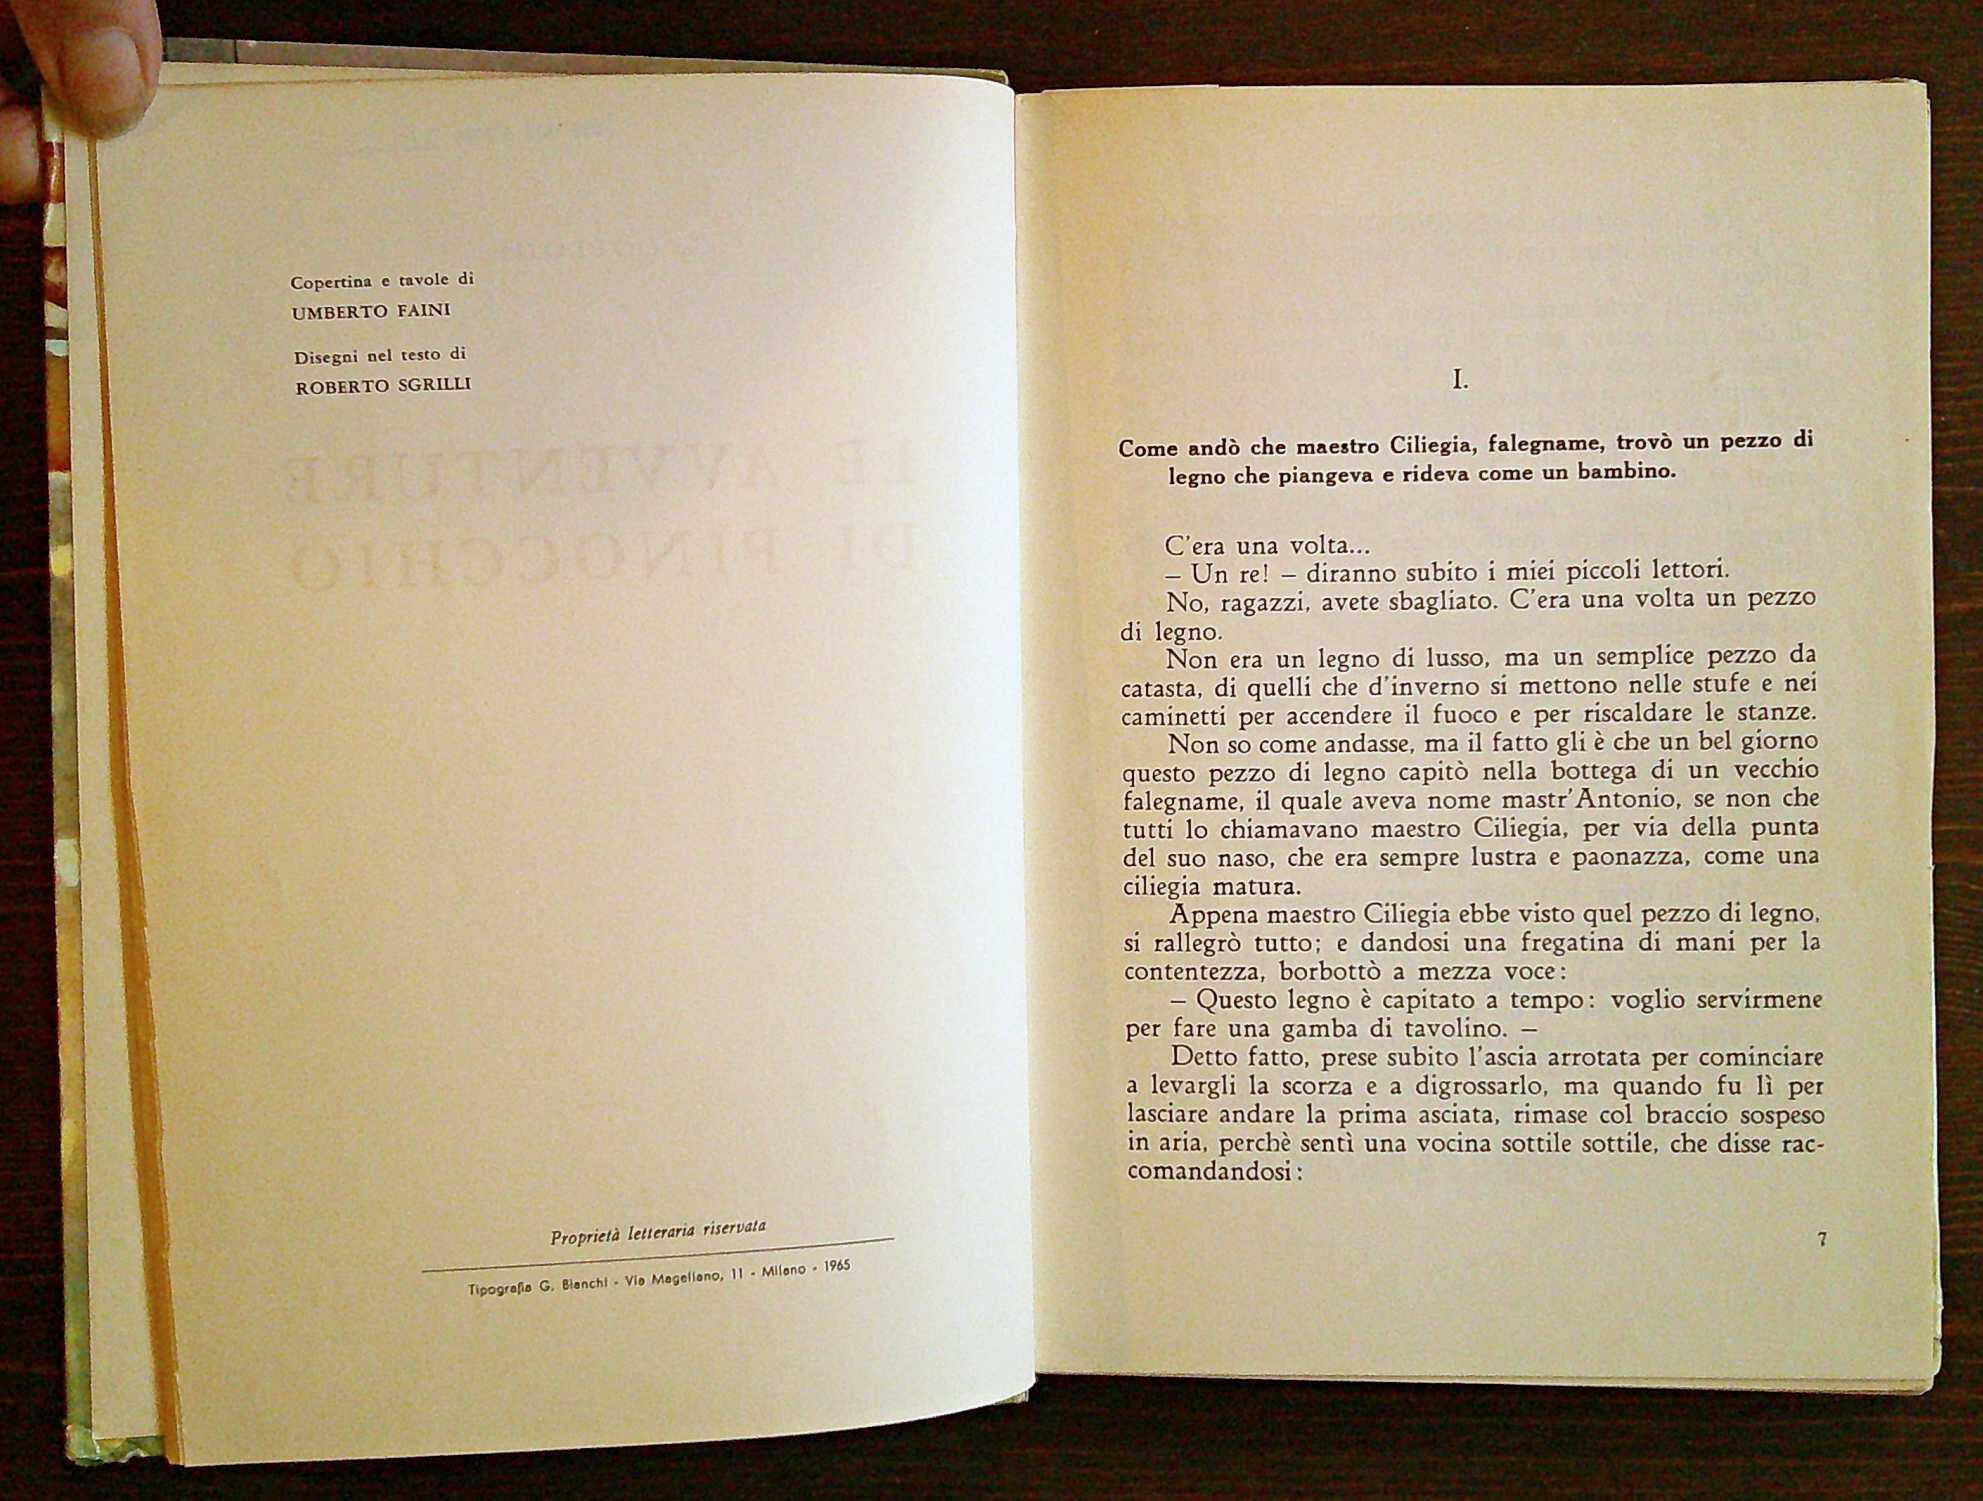 Copertina e tavole di
UMBERTO FAINI
Disegni nel testo di
ROBERTO SGRILLI
Proprietà letteraria riservata
Tipografia G. Bianchi - Via Magellano, 11 - Milano - 1965
I.
Come andò che maestro Ciliegia, falegname, trovò un pezzo di
legno che piangeva e rideva come un bambino.
C'era una volta...
– Un re! – diranno subito i miei piccoli lettori.
No, ragazzi, avete sbagliato. C'era una volta un pezzo
di legno.
Non era un legno di lusso, ma un semplice pezzo da
catasta, di quelli che d'inverno si mettono nelle stufe e nei
caminetti per accendere il fuoco e per riscaldare le stanze.
Non so come andasse, ma il fatto gli è che un bel giorno
questo pezzo di legno capitò nella bottega di un vecchio
falegname, il quale aveva nome mastr'Antonio, se non che
tutti lo chiamavano maestro Ciliegia, per via della punta
del suo naso, che era sempre lustra e paonazza, come una
ciliegia matura.
Appena maestro Ciliegia ebbe visto quel pezzo di legno,
si rallegrò tutto; e dandosi una fregatina di mani per la
contentezza, borbottò a mezza voce:
– Questo legno è capitato a tempo: voglio servirmene
per fare una gamba di tavolino. –
Detto fatto, prese subito l'ascia arrotata per cominciare
a levargli la scorza e a digrossarlo, ma quando fu lì per
lasciare andare la prima asciata, rimase col braccio sospeso
in aria, perchè sentì una vocina sottile sottile, che disse rac-
comandandosi:
7